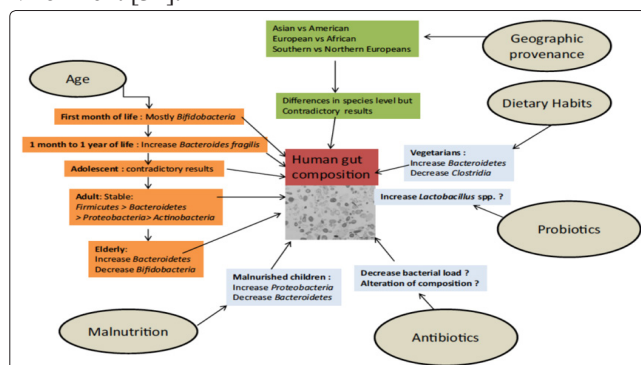 Asian vs American
European vs African
Southern vs Northern Europeans
Geographic
provenance
Age
Differences in species level but
Contradictory results
Dietary Habits
First month of life : Mostly Bifidobacteria
1 month to 1 year of life : Increase Bacteroides fragilis
Adolescent : contradictory results
Adult: Stable:
Firmicutes > Bacteroidetes
> Proteobacteria> Actinobacteria
Elderly:
Increase Bacteroidetes
Decrease Bifidobacteria
Human gut
composition
Vegetarians :
Increase Bacteroidetes
Decrease Clostridia
Increase Lactobacillus spp. ?
Probiotics
Malnurished children :
Increase Proteobacteria
Decrease Bacteroidetes
Decrease bacterial load ?
Alteration of composition ?
Malnutrition
Antibiotics